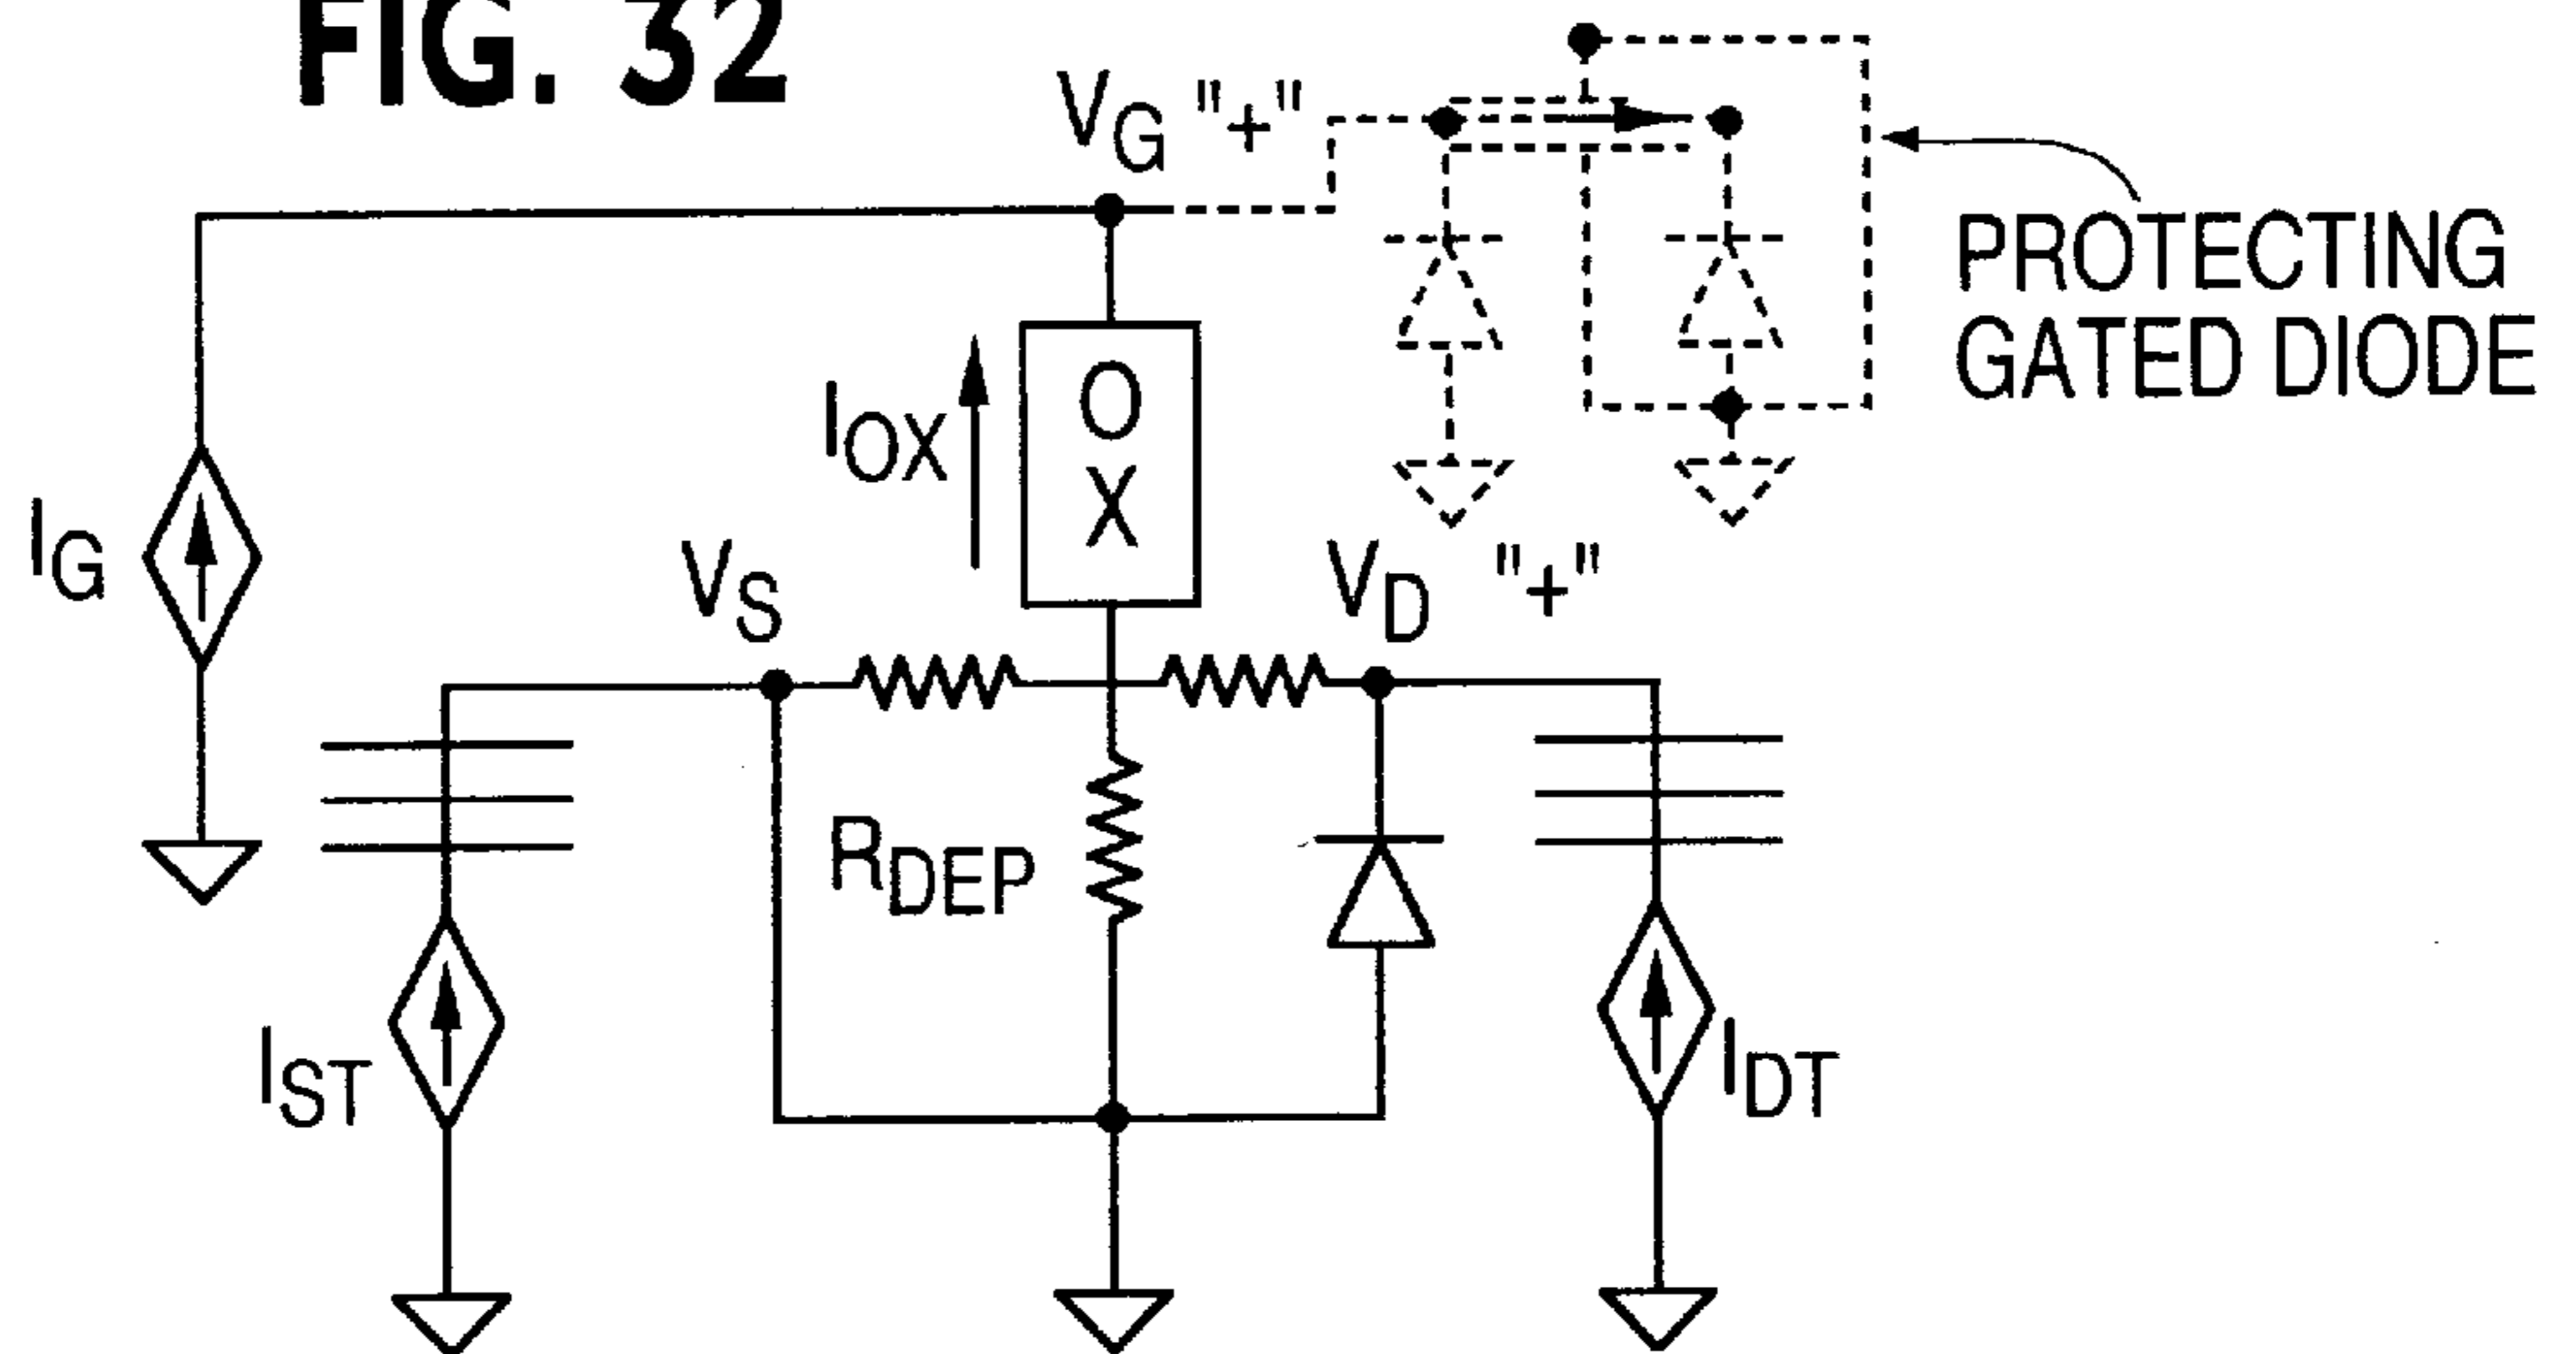 FIG. 32
VG "+"
PROTECTING
GATED DIODE
IOX
O
X
IG
VS
VD "+"
RDEP
IST
IDT